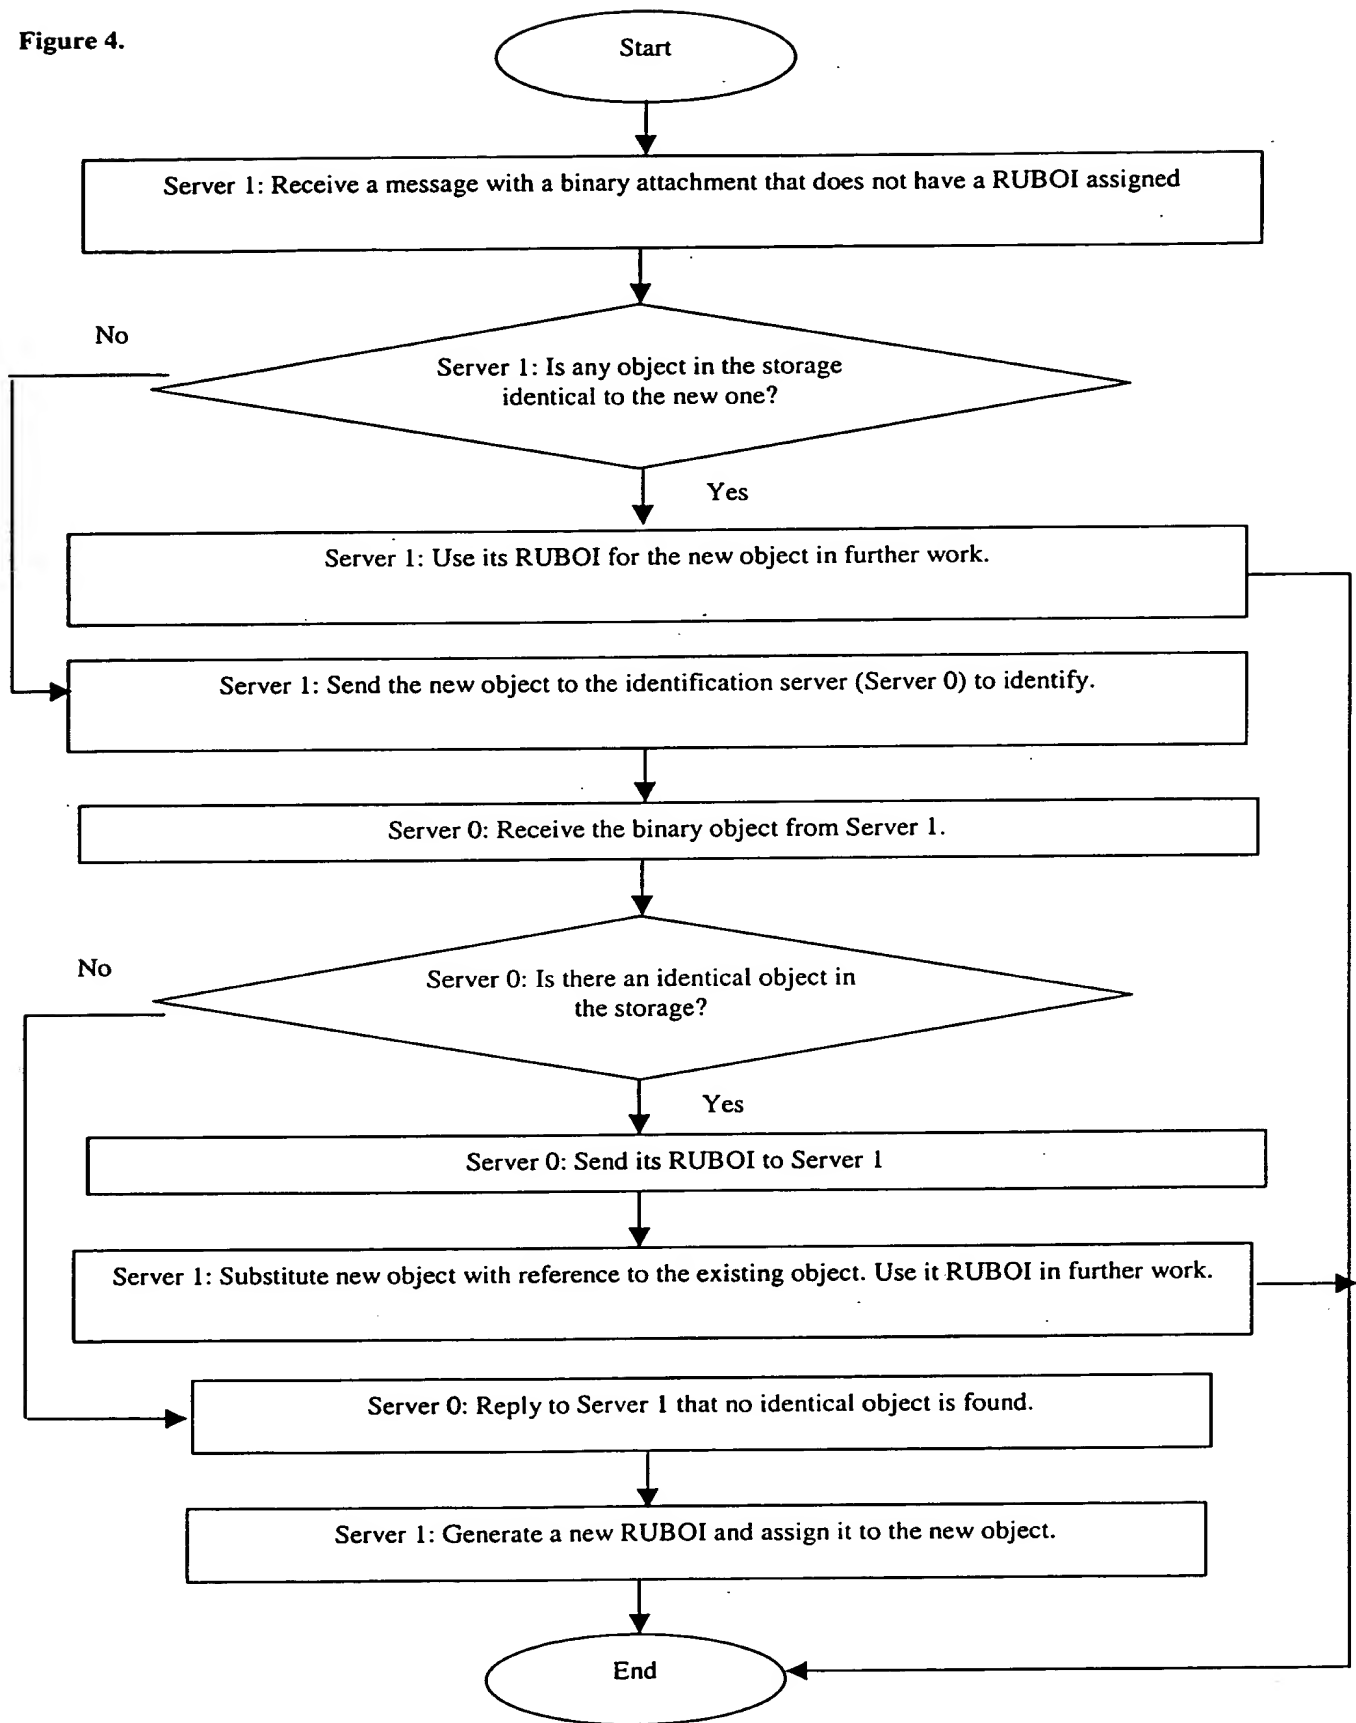 Figure 4.
Start
Server 1: Receive a message with a binary attachment that does not have a RUBOI assigned
No
Server 1: Is any object in the storage
identical to the new one?
Yes
Server 1: Use its RUBOI for the new object in further work.
Server 1: Send the new object to the identification server (Server 0) to identify.
Server 0: Receive the binary object from Server 1.
No
Server 0: Is there an identical object in
the storage?
Yes
Server 0: Send its RUBOI to Server 1
Server 1: Substitute new object with reference to the existing object. Use it RUBOI in further work.
Server 0: Reply to Server 1 that no identical object is found.
Server 1: Generate a new RUBOI and assign it to the new object.
End